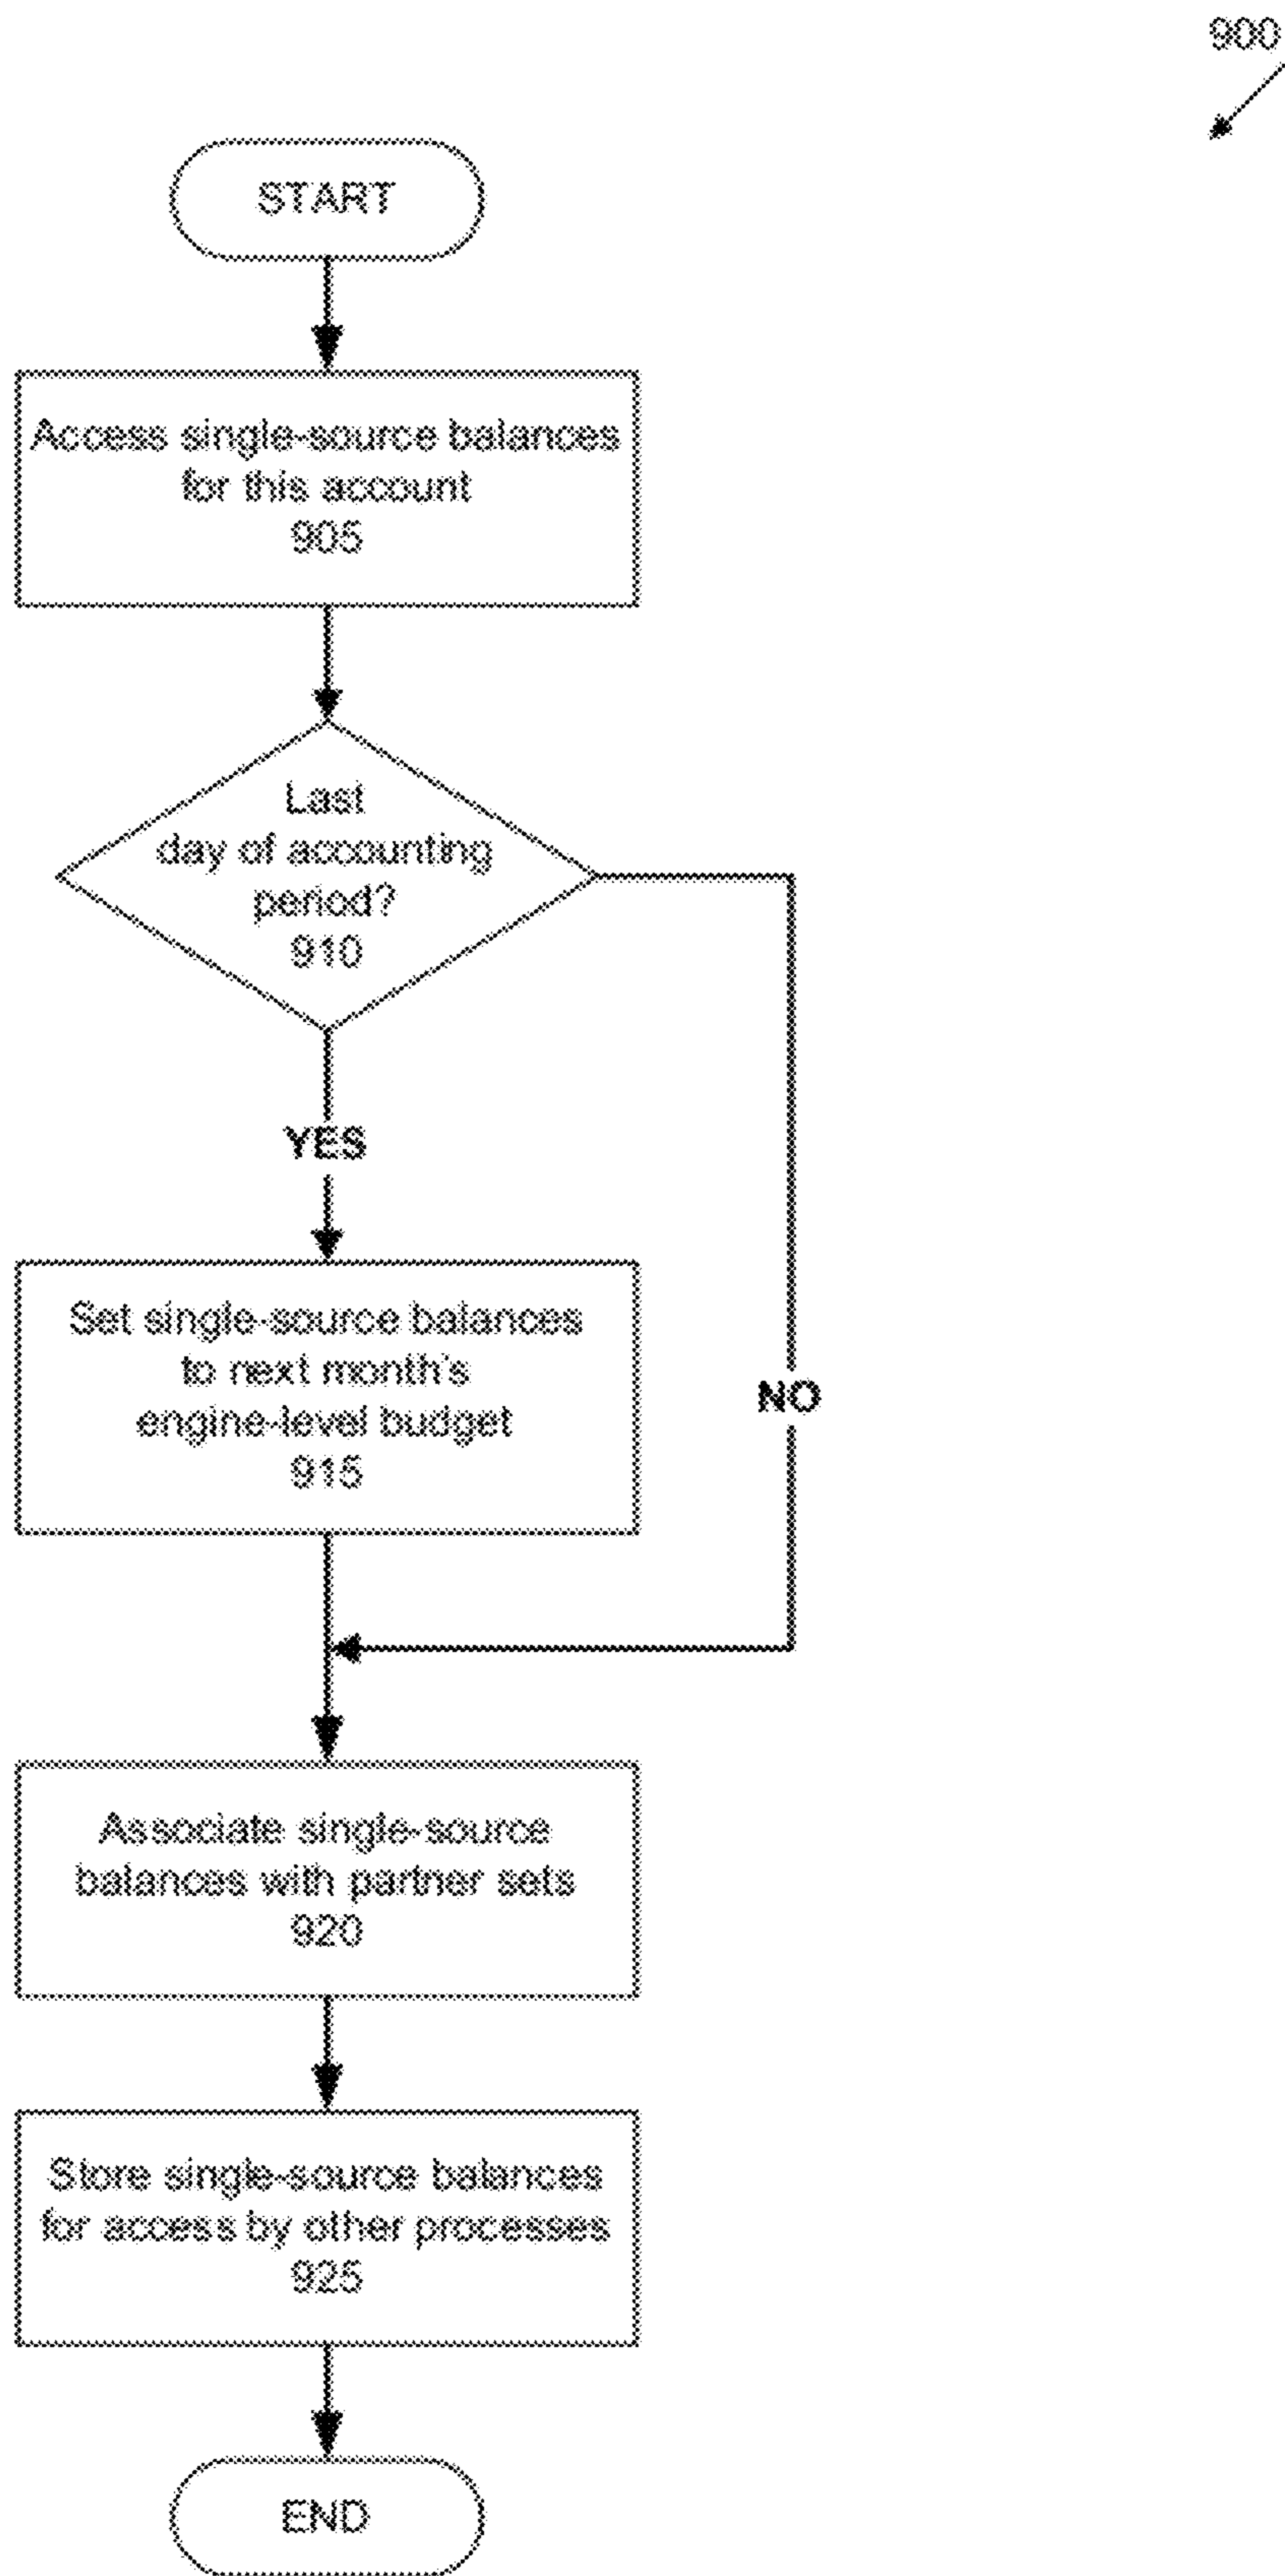 900
START
Access single-source balances
for this account
905
Last
day of accounting
period?
910
YES
Set single-source balances
to next month's
engine-level budget
915
NO
Associate single-source
balances with partner sets
920
Store single-source balances
for access by other processes
925
END